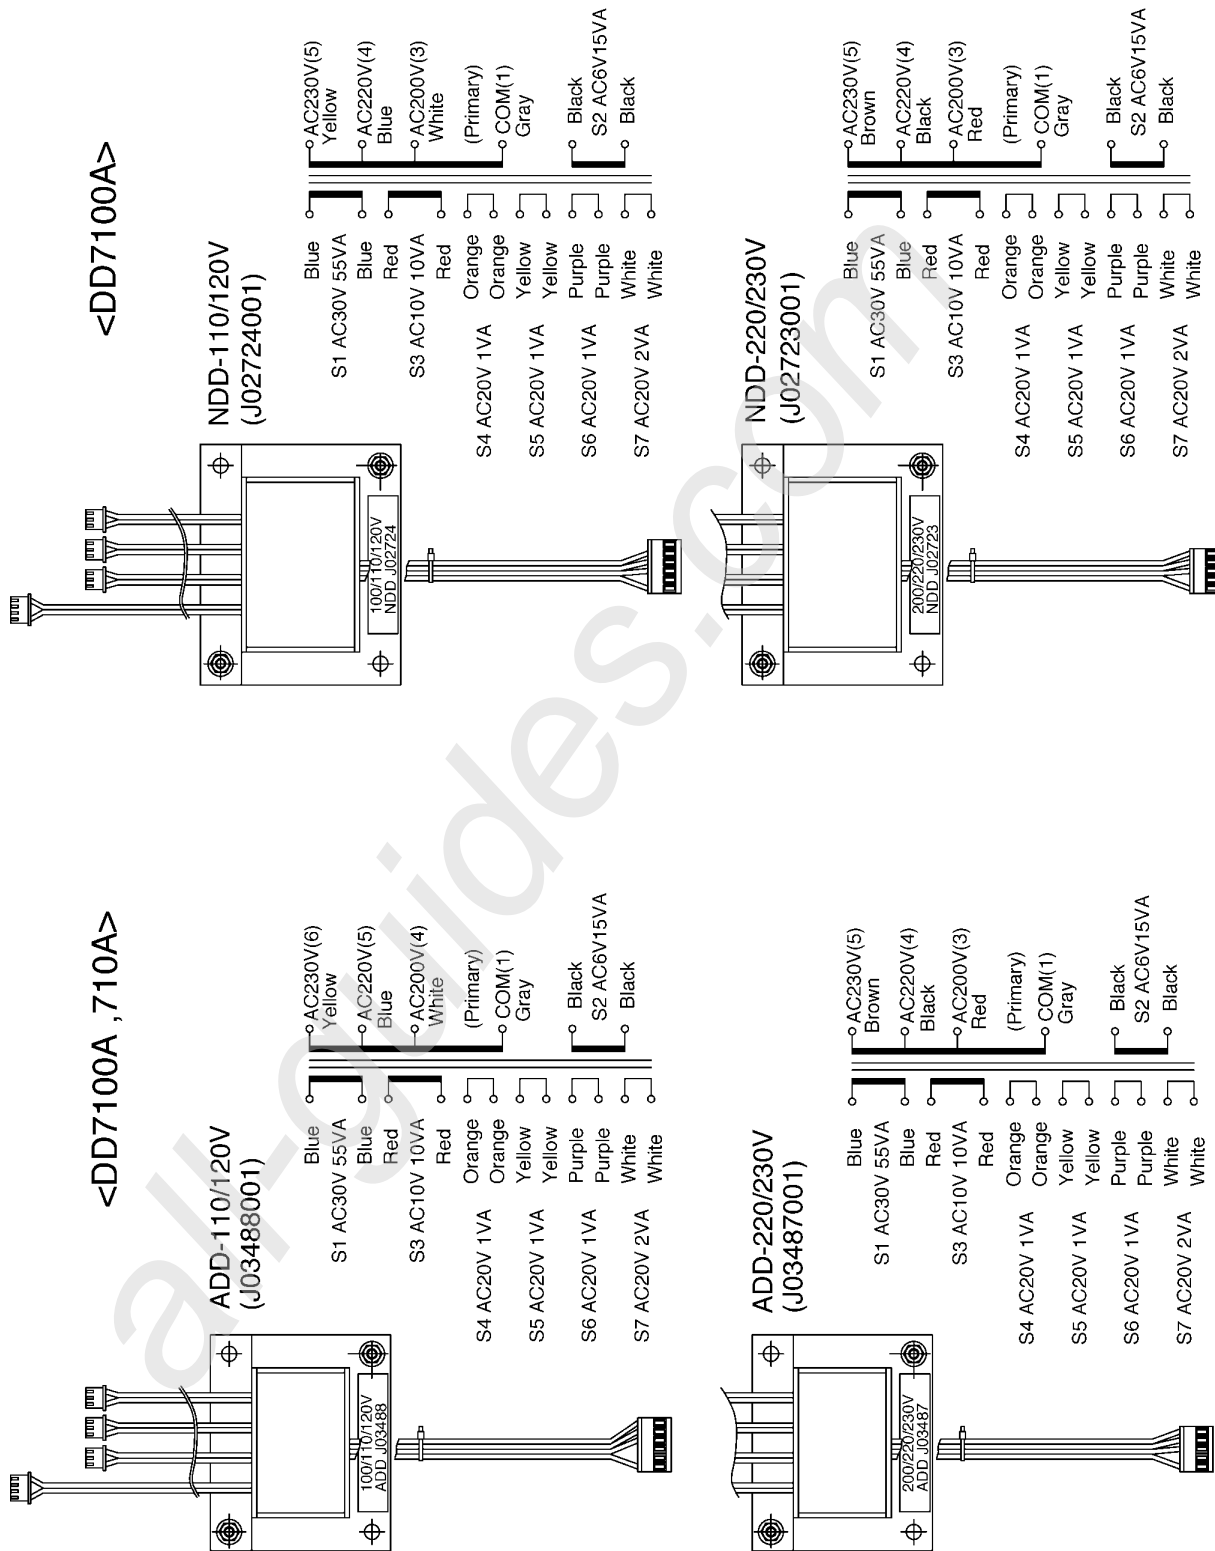 <DD7100A ,710A>
ADD-110/120V
(J03488001)
100/110/120V
ADD J03488
Blue
S1 AC30V 55VA
Blue
Red
S3 AC10V 10VA
Red
Orange
S4 AC20V 1VA
Orange
Yellow
S5 AC20V 1VA
Yellow
Purple
S6 AC20V 1VA
Purple
White
S7 AC20V 2VA
White
AC230V(6)
Yellow
AC220V(5)
Blue
AC200V(4)
White
(Primary)
COM(1)
Gray
Black
S2 AC6V15VA
Black
ADD-220/230V
(J03487001)
200/220/230V
ADD J03487
Blue
S1 AC30V 55VA
Blue
Red
S3 AC10V 10VA
Red
Orange
S4 AC20V 1VA
Orange
Yellow
S5 AC20V 1VA
Yellow
Purple
S6 AC20V 1VA
Purple
White
S7 AC20V 2VA
White
AC230V(5)
Brown
AC220V(4)
Black
AC200V(3)
Red
(Primary)
COM(1)
Gray
Black
S2 AC6V15VA
Black
<DD7100A>
NDD-110/120V
(J02724001)
100/110/120V
NDD J02724
Blue
S1 AC30V 55VA
Blue
Red
S3 AC10V 10VA
Red
Orange
S4 AC20V 1VA
Orange
Yellow
S5 AC20V 1VA
Yellow
Purple
S6 AC20V 1VA
Purple
White
S7 AC20V 2VA
White
AC230V(5)
Yellow
AC220V(4)
Blue
AC200V(3)
White
(Primary)
COM(1)
Gray
Black
S2 AC6V15VA
Black
NDD-220/230V
(J02723001)
200/220/230V
NDD J02723
Blue
S1 AC30V 55VA
Blue
Red
S3 AC10V 10VA
Red
Orange
S4 AC20V 1VA
Orange
Yellow
S5 AC20V 1VA
Yellow
Purple
S6 AC20V 1VA
Purple
White
S7 AC20V 2VA
White
AC230V(5)
Brown
AC220V(4)
Black
AC200V(3)
Red
(Primary)
COM(1)
Gray
Black
S2 AC6V15VA
Black
all-guides.com